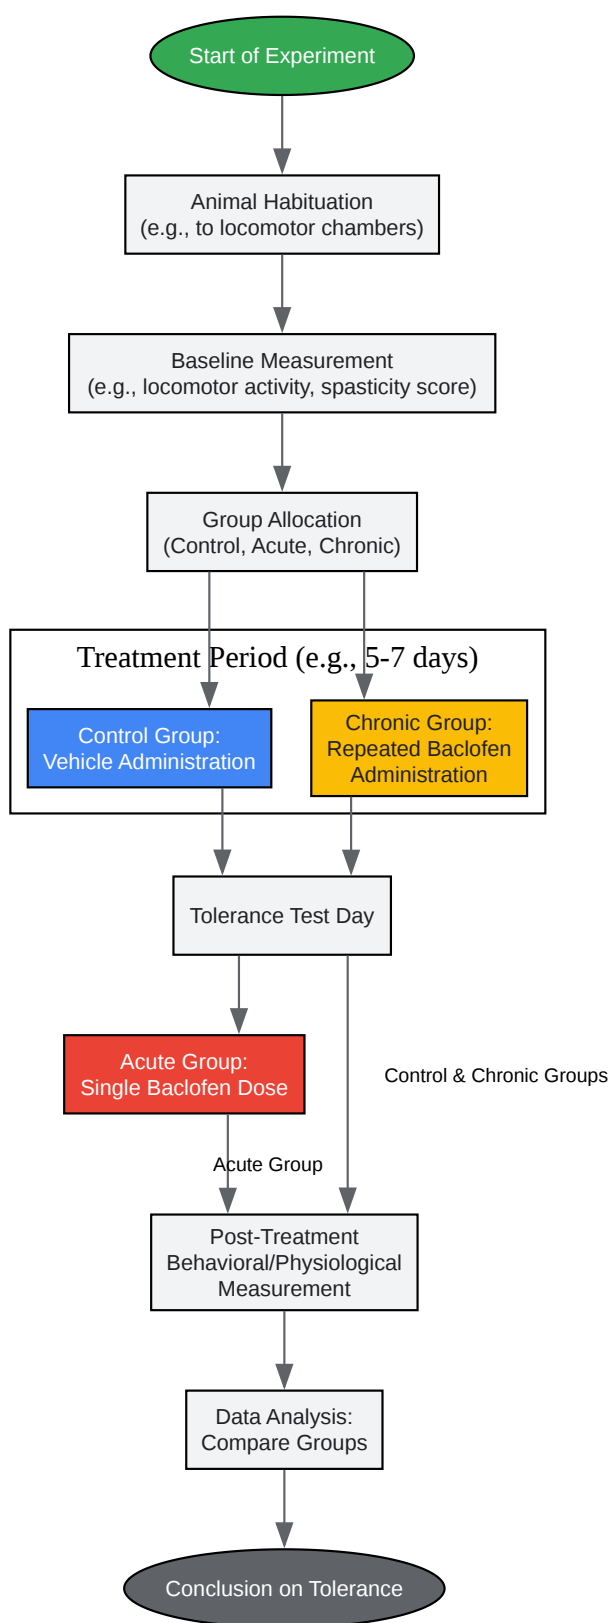 Start of Experiment
Animal Habituation
(e.g., to locomotor chambers)
Baseline Measurement
(e.g., locomotor activity, spasticity score)
Group Allocation
(Control, Acute, Chronic)
Treatment Period (e.g., 5-7 days)
Control Group:
Vehicle Administration
Chronic Group:
Repeated Baclofen
Administration
Tolerance Test Day
Acute Group:
Single Baclofen Dose
Control & Chronic Groups
Acute Group
Post-Treatment
Behavioral/Physiological
Measurement
Data Analysis:
Compare Groups
Conclusion on Tolerance